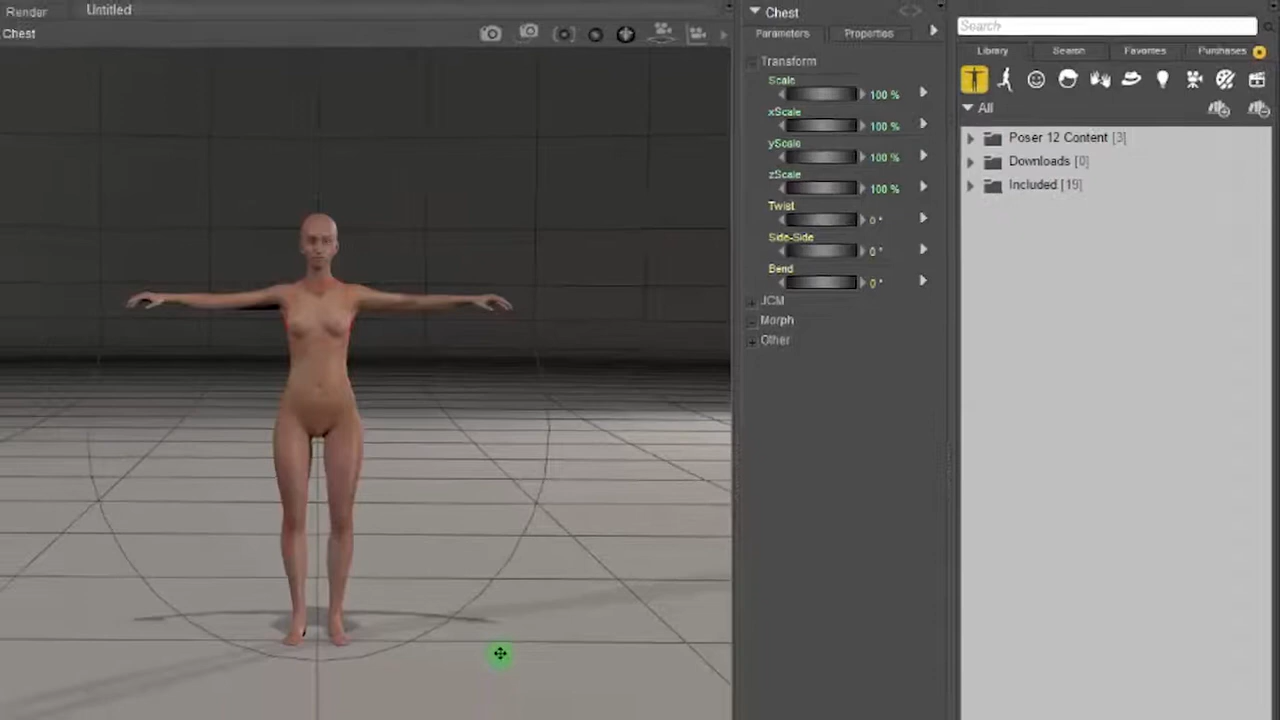 Render
Untitled
Chest
Chest
Parameters
Properties
Transform
Scale
100 %
xScale
100 %
yScale
100 %
zScale
100 %
Twist
0 °
Side-Side
0 °
Bend
0 °
JCM
Morph
Other
Search
Library
Search
Favorites
Purchases
All
Poser 12 Content [3]
Downloads [0]
Included [19]